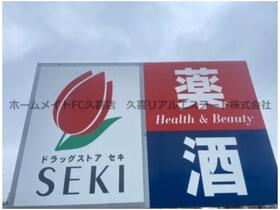 ホームメイトFC久喜店 久喜リアルエステート株式会社
ドラッグストア セキ
SEKI
薬
Health & Beauty
酒